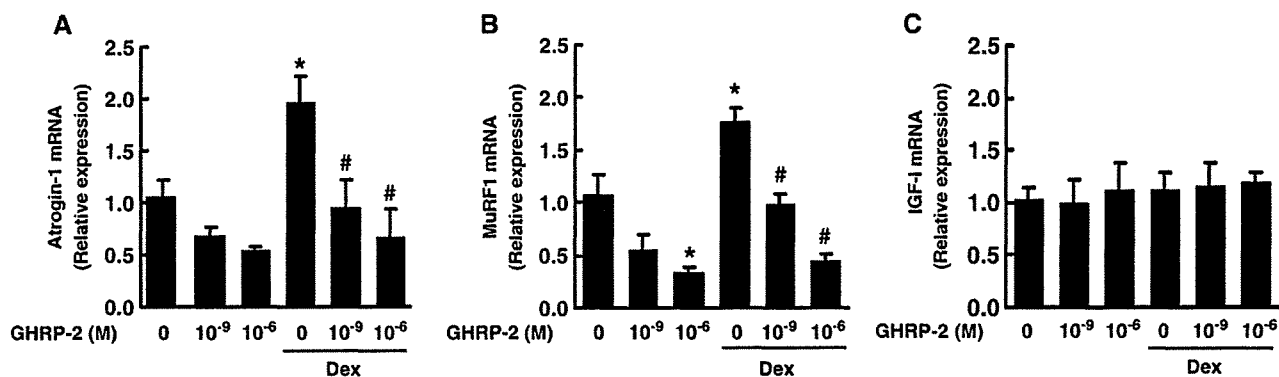 A
Atrogin-1 mRNA
(Relative expression)
2.5
2.0
1.5
1.0
0.5
0.0
*
#
#
GHRP-2 (M) 0 10⁻⁹ 10⁻⁶ 0 10⁻⁹ 10⁻⁶
Dex
B
MuRF1 mRNA
(Relative expression)
2.5
2.0
1.5
1.0
0.5
0.0
*
*
#
#
GHRP-2 (M) 0 10⁻⁹ 10⁻⁶ 0 10⁻⁹ 10⁻⁶
Dex
C
IGF-I mRNA
(Relative expression)
2.5
2.0
1.5
1.0
0.5
0.0
GHRP-2 (M) 0 10⁻⁹ 10⁻⁶ 0 10⁻⁹ 10⁻⁶
Dex